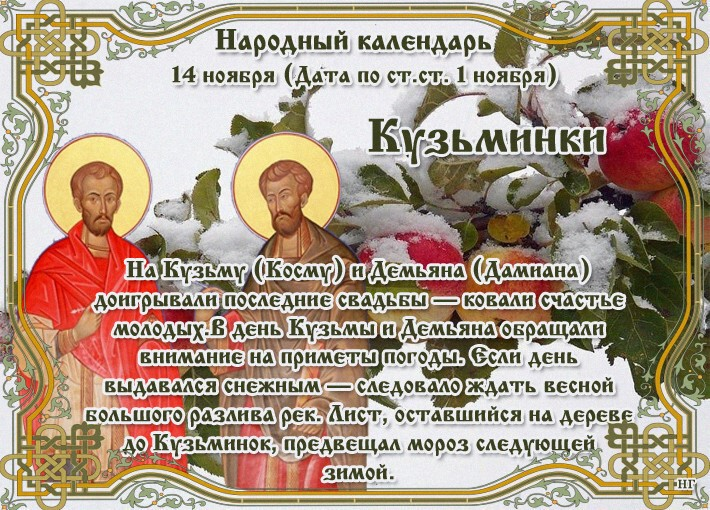 Народный календарь
14 ноября (Дата по ст.ст. 1 ноября)
Кузьминки
На Кузьму (Косму) и Демьяна (Дамиана)
доигрывали последние свадьбы — ковали счастье
молодых.В день Кузьмы и Демьяна обращали
внимание на приметы погоды. Если день
выдавался снежным — следовало ждать весной
большого разлива рек. Лист, оставшийся на дереве
до Кузьминок, предвещал мороз следующей
зимой.
НГ